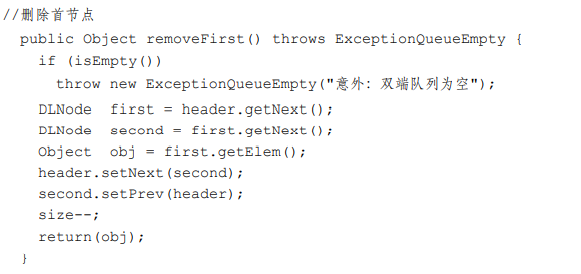 //删除首节点
public Object removeFirst() throws ExceptionQueueEmpty {
if (isEmpty())
throw new ExceptionQueueEmpty("意外：双端队列为空");
DLNode first = header.getNext();
DLNode second = first.getNext();
Object obj = first.getElem();
header.setNext(second);
second.setPrev(header);
size--;
return(obj);
}